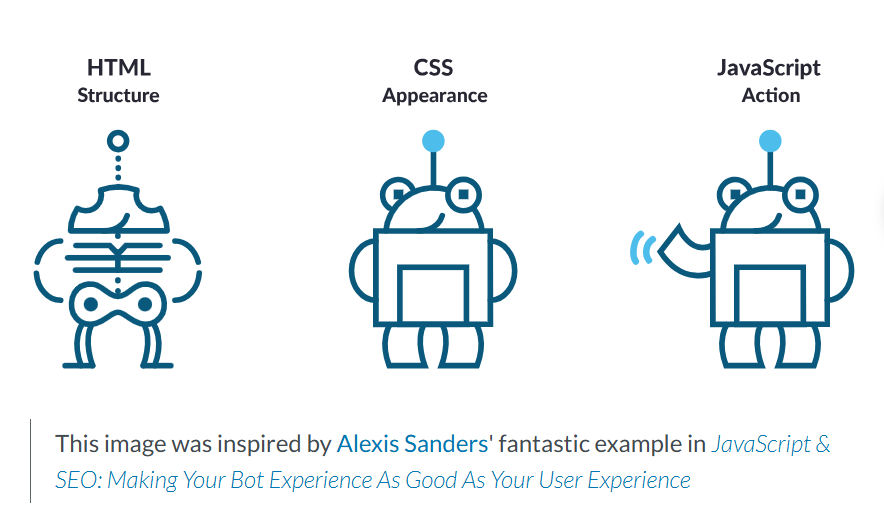 HTML
Structure
CSS
Appearance
JavaScript
Action
This image was inspired by Alexis Sanders' fantastic example in JavaScript &
SEO: Making Your Bot Experience As Good As Your User Experience